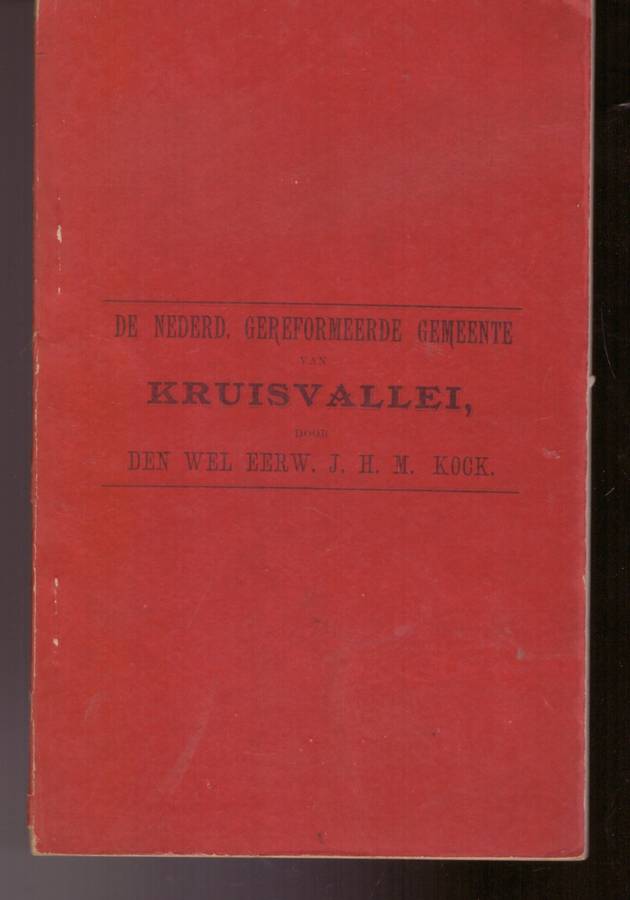 DE NEDERD. GEREFORMEERDE GEMEENTE
VAN
KRUISVALLEI,
DOOR
DEN WEL EERW. J. H. M. KOCK.